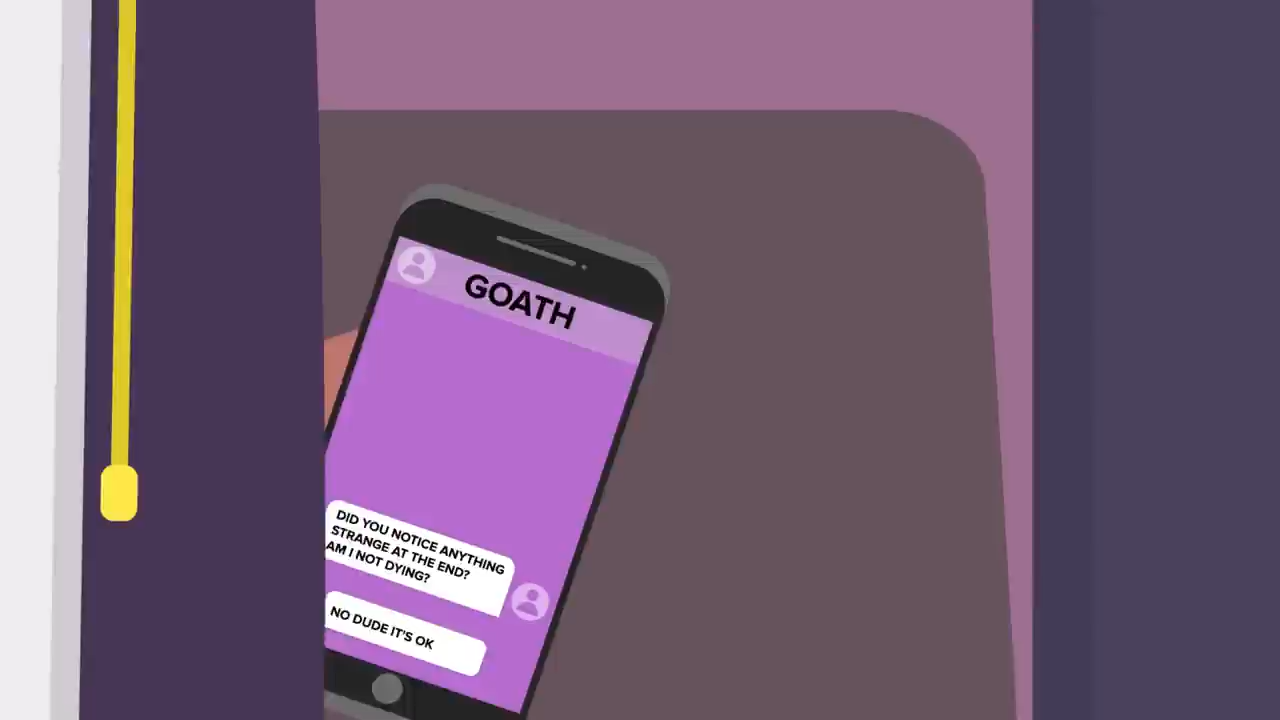 GOATH
DID YOU NOTICE ANYTHING
STRANGE AT THE END?
AM I NOT DYING?
NO DUDE IT'S OK